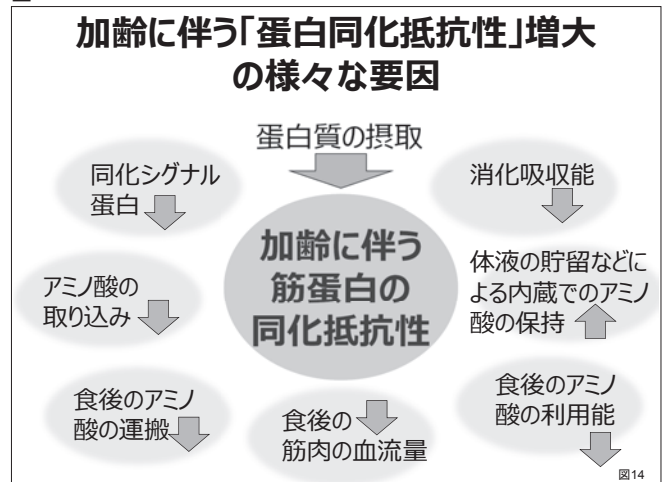 加齢に伴う「蛋白同化抵抗性」増大
の様々な要因
蛋白質の摂取
同化シグナル
蛋白
消化吸収能
加齢に伴う
筋蛋白の
同化抵抗性
アミノ酸の
取り込み
体液の貯留などに
よる内蔵でのアミノ
酸の保持
食後のアミノ
酸の運搬
食後の
筋肉の血流量
食後のアミノ
酸の利用能
図14